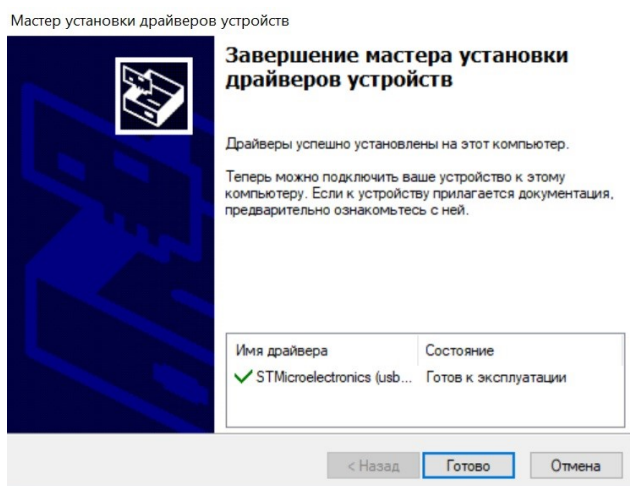 Мастер установки драйверов устройств
Завершение мастера установки
драйверов устройств
Драйверы успешно установлены на этот компьютер.
Теперь можно подключить ваше устройство к этому
компьютеру. Если к устройству прилагается документация,
предварительно ознакомьтесь с ней.
Имя драйвера Состояние
STMicroelectronics (usb... Готов к эксплуатации
< Назад Готово Отмена